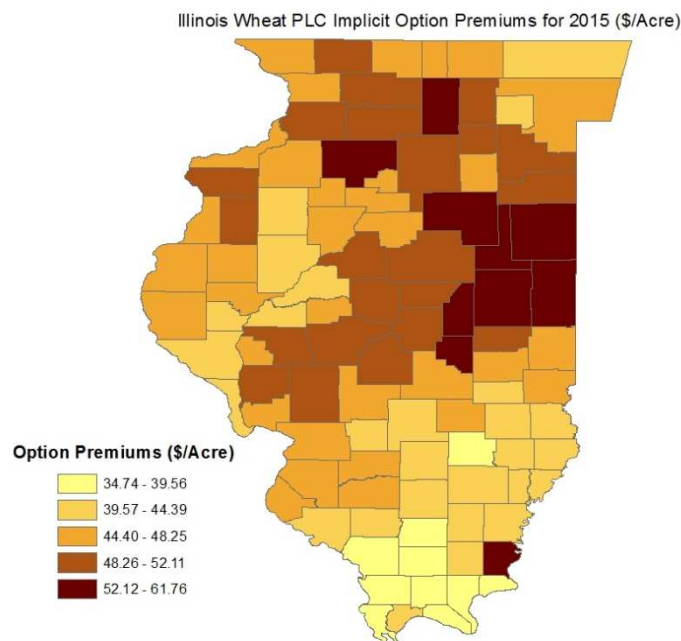 Illinois Wheat PLC Implicit Option Premiums for 2015 ($/Acre)
Option Premiums ($/Acre)
34.74 - 39.56
39.57 - 44.39
44.40 - 48.25
48.26 - 52.11
52.12 - 61.76